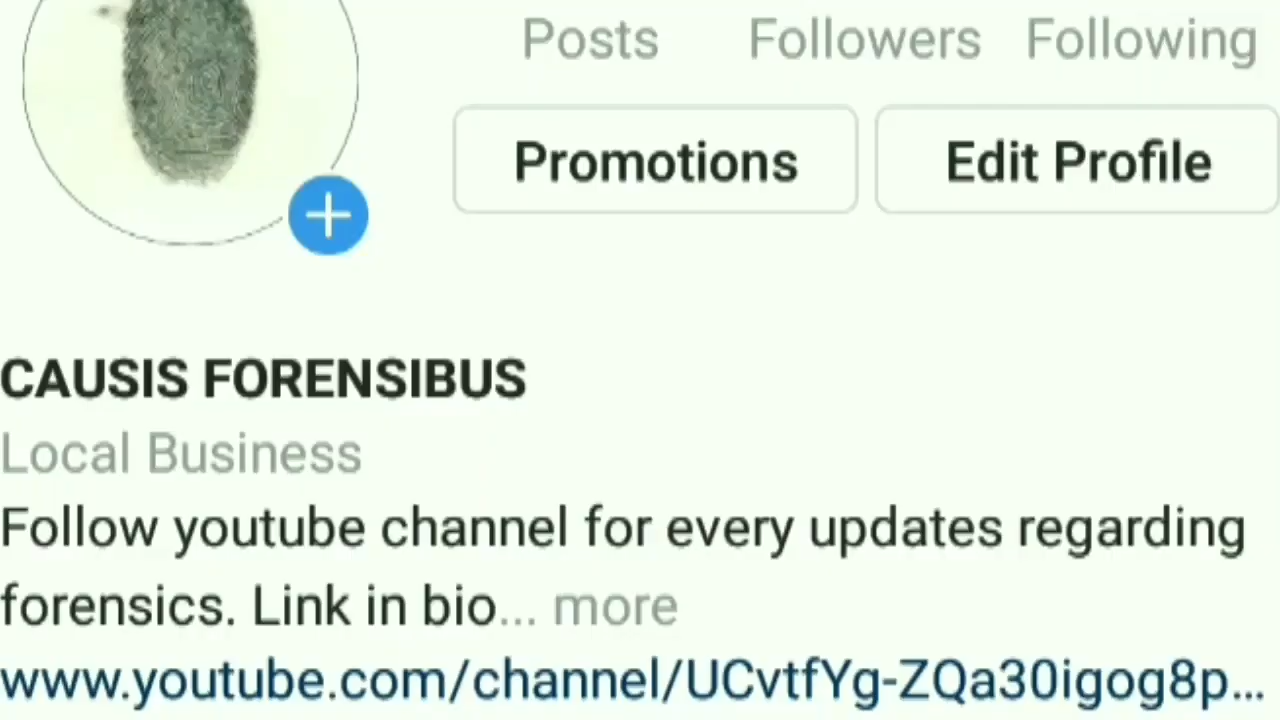 Posts Followers Following
Promotions Edit Profile
CAUSIS FORENSIBUS
Local Business
Follow youtube channel for every updates regarding
forensics. Link in bio... more
www.youtube.com/channel/UCvtfYg-ZQa30igog8p...